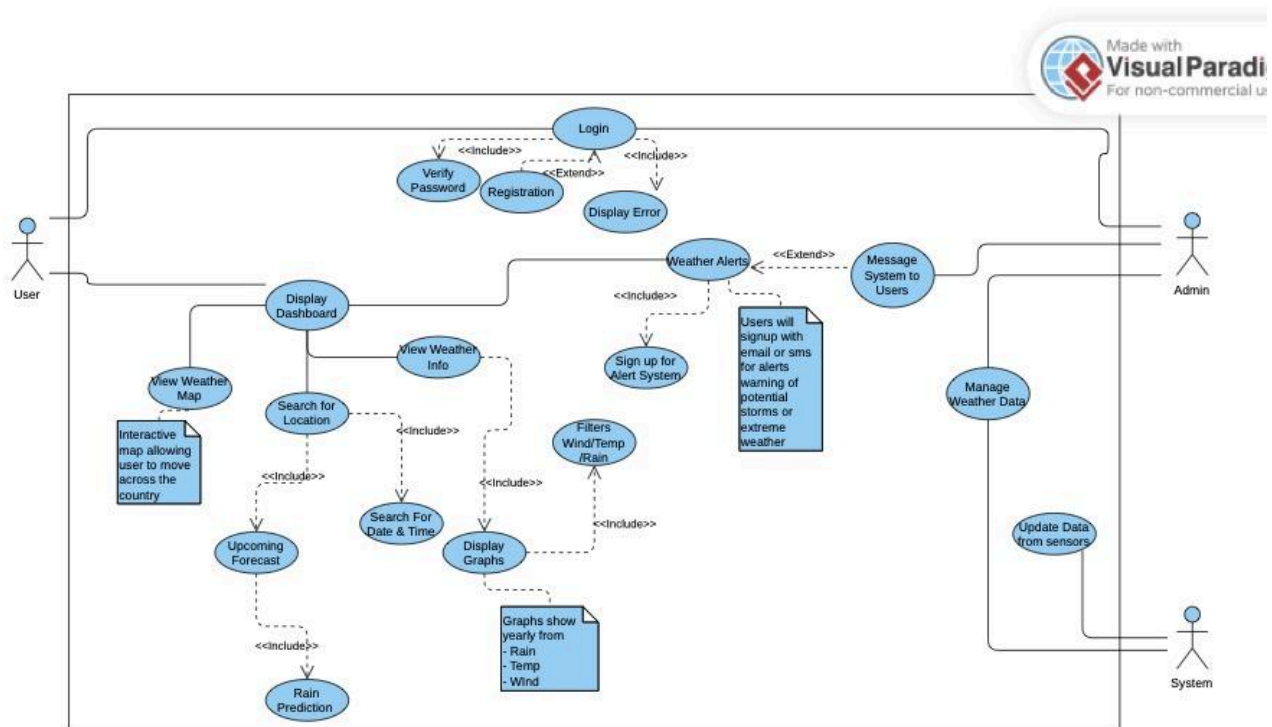 Made with
Visual Paradi
For non-commercial us
Login
<<Include>>
<<Include>>
Verify
Password
<<Extend>>
Registration
Display Error
User
Admin
Weather Alerts
<<Extend>>
Message
System to
Users
Display
Dashboard
<<Include>>
Users will
signup with
email or sms
for alerts
warning of
potential
storms or
extreme
weather
View Weather
Info
Sign up for
Alert System
View Weather
Map
Search for
Location
Manage
Weather Data
Interactive
map allowing
user to move
across the
country
<<Include>>
Filters
Wind/Temp
/Rain
<<Include>>
<<Include>>
<<Include>>
Search For
Date & Time
Upcoming
Forecast
Display
Graphs
Update Data
from sensors
Graphs show
yearly from
- Rain
- Temp
- WInd
<<Include>>
Rain
Prediction
System